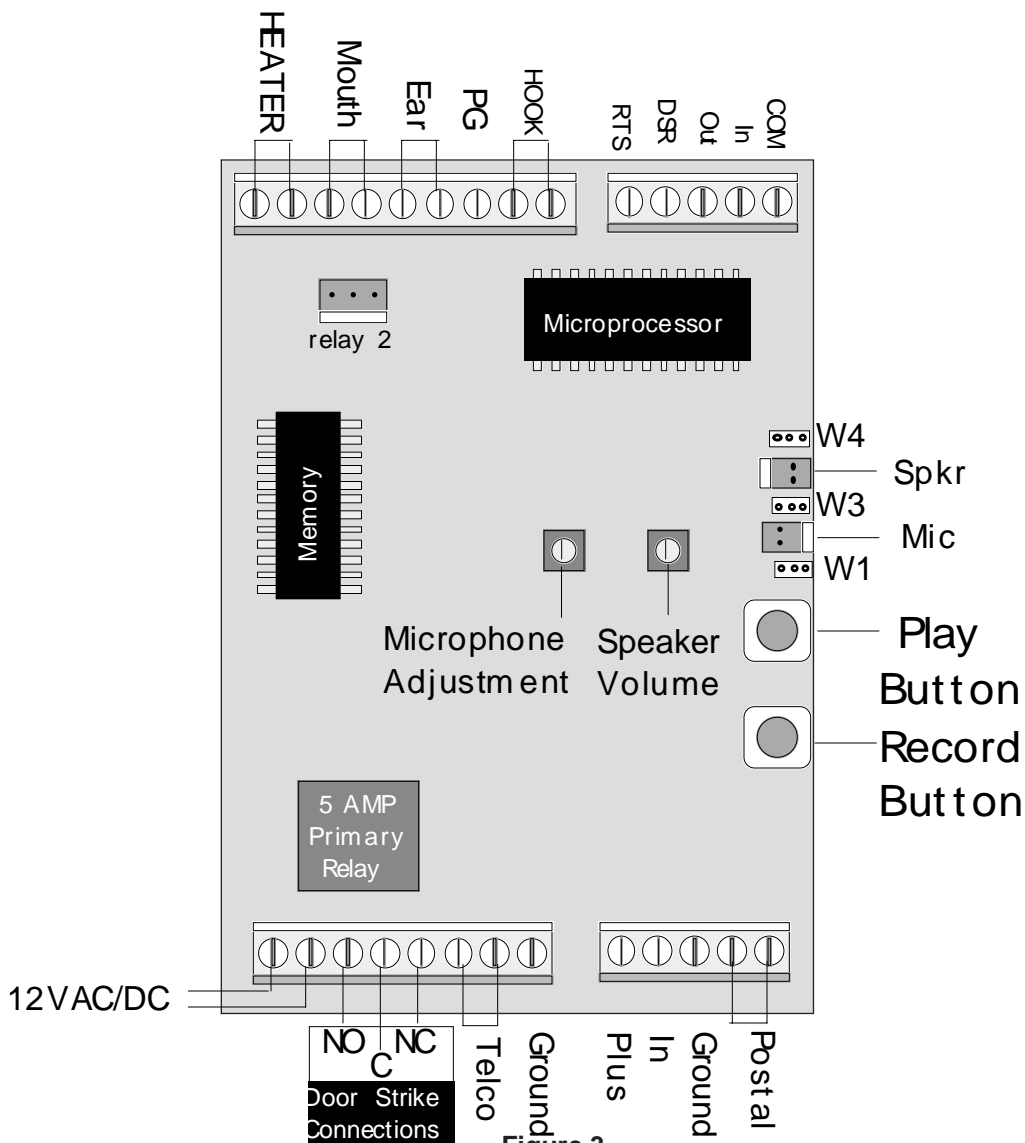 HEATER
Mouth
Ear
PG
HOOK
RTS
DSR
Out
In
COM
relay 2
Microprocessor
Memory
W4
Spkr
W3
Mic
W1
Microphone
Adjustment
Speaker
Volume
Play
Button
Record
Button
5 AMP
Primary
Relay
12VAC/DC
NO
C
NC
Door Strike
Connections
Telco
Ground
Plus
In
Ground
Postal
Figure 3